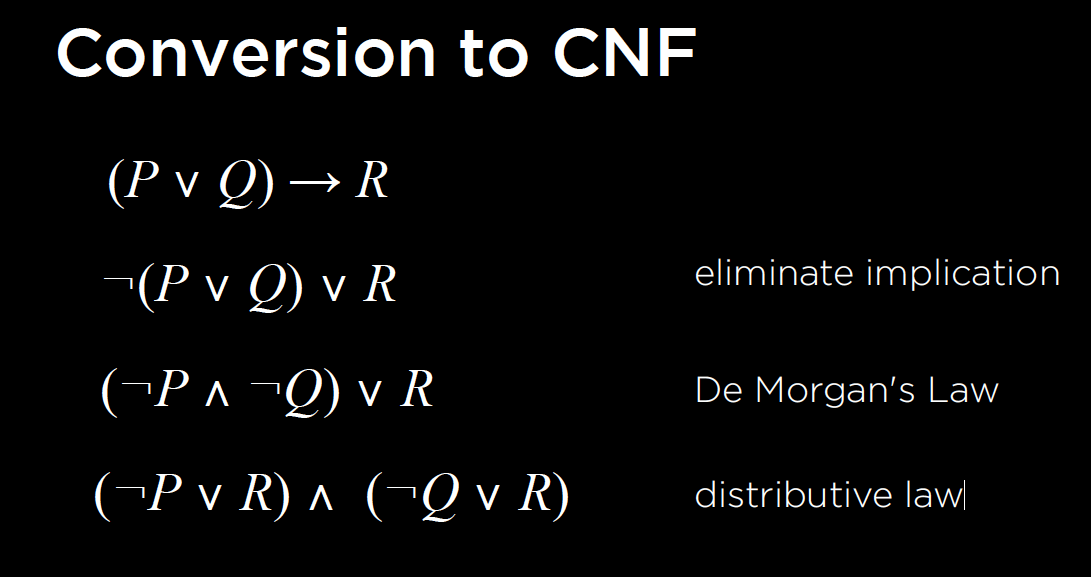 Conversion to CNF
(P ∨ Q) → R
¬(P ∨ Q) ∨ R
eliminate implication
(¬P ∧ ¬Q) ∨ R
De Morgan's Law
(¬P ∨ R) ∧ (¬Q ∨ R)
distributive law